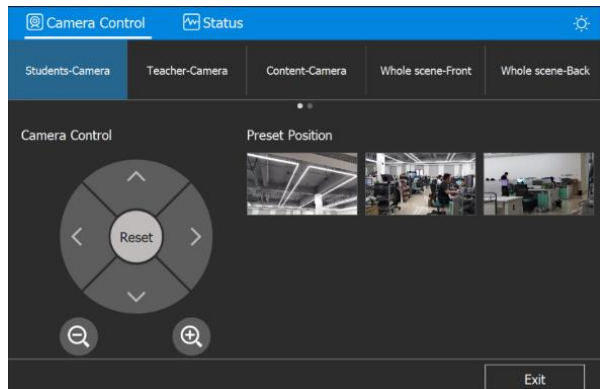 Camera Control Status
Students-Camera Teacher-Camera Content-Camera Whole scene-Front Whole scene-Back
Camera Control Preset Position
Reset
Exit